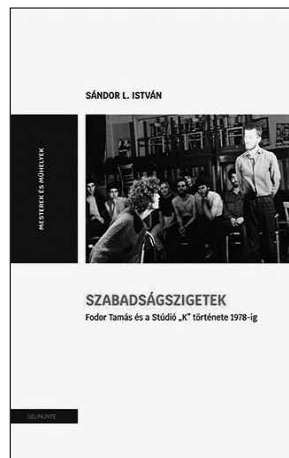 SÁNDOR L. ISTVÁN
MESTEREK ÉS MŰHELYEK
SZABADSÁGSZIGETEK
Fodor Tamás és a Stúdió „K” története 1978-ig
SELINUNTE